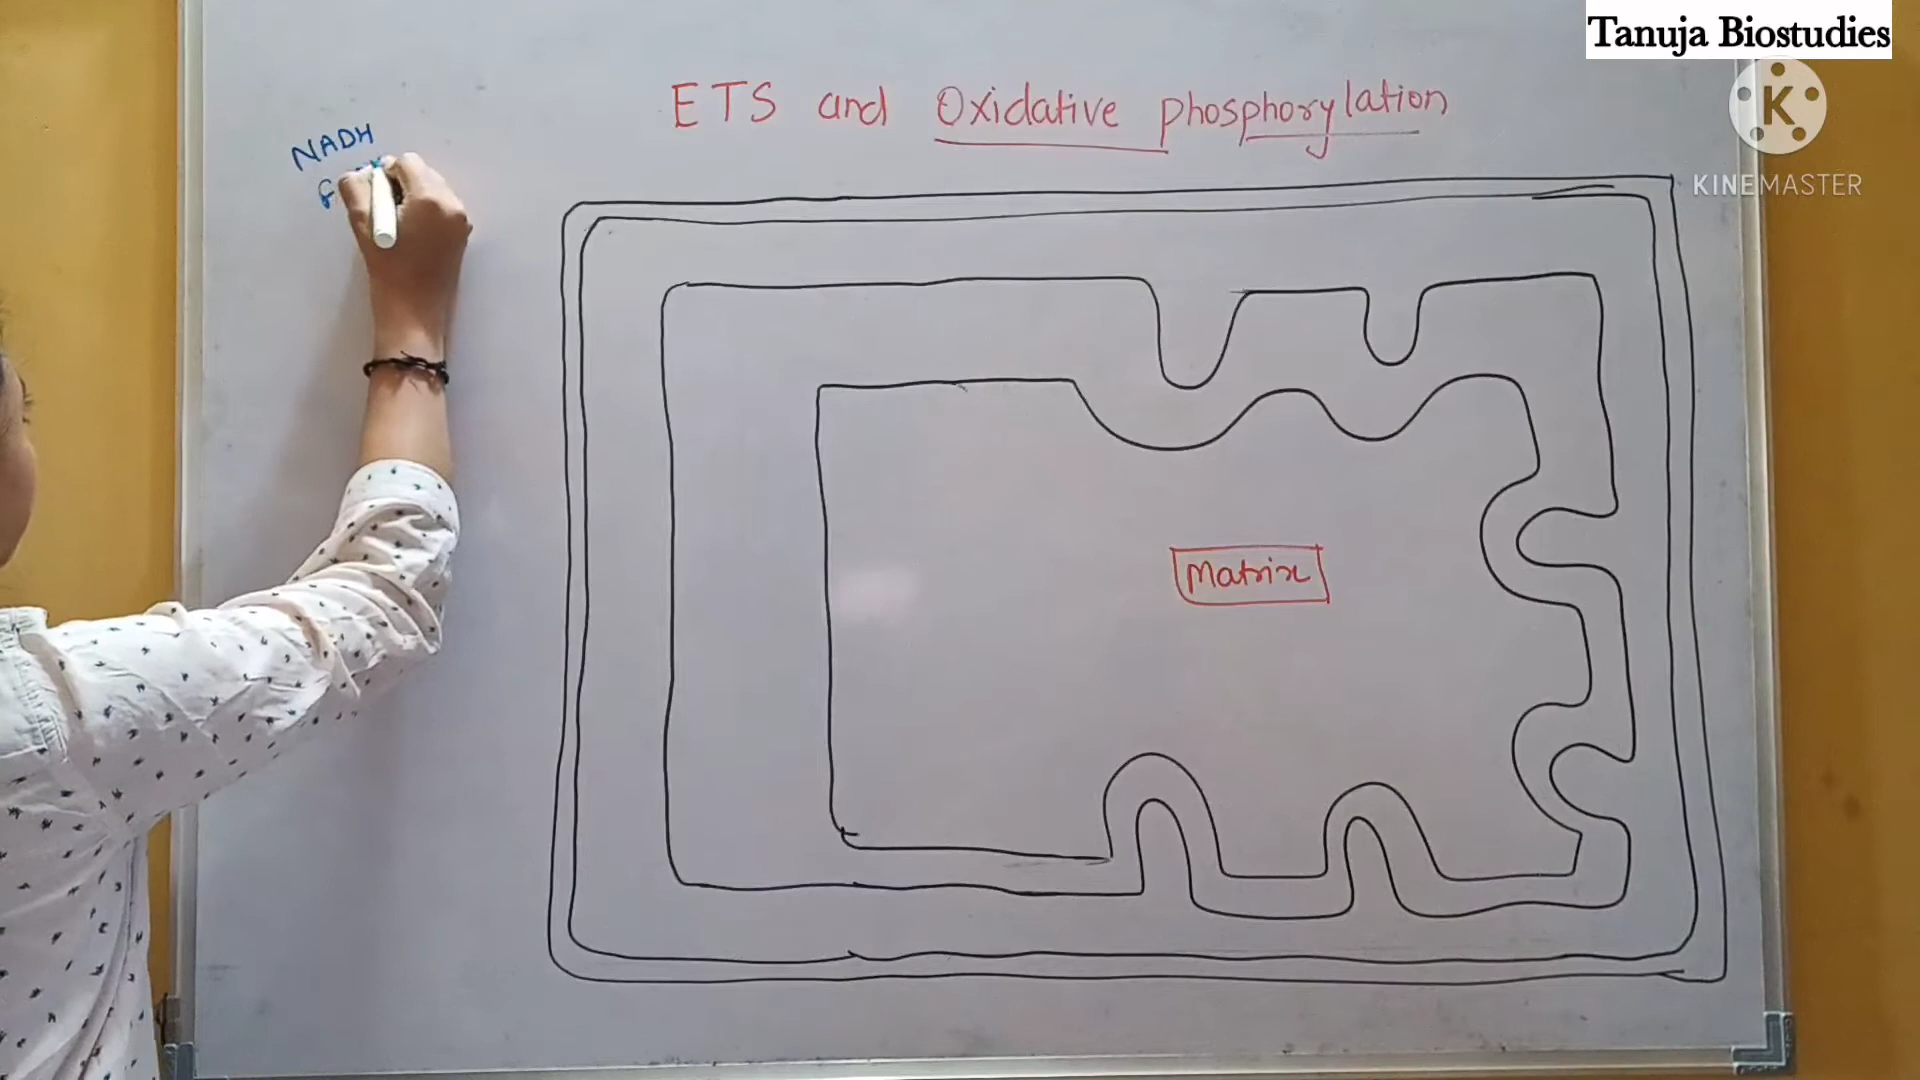 Tanuja Biostudies
ETS and Oxidative phosphorylation
K
KINEMASTER
NADH
Matrix